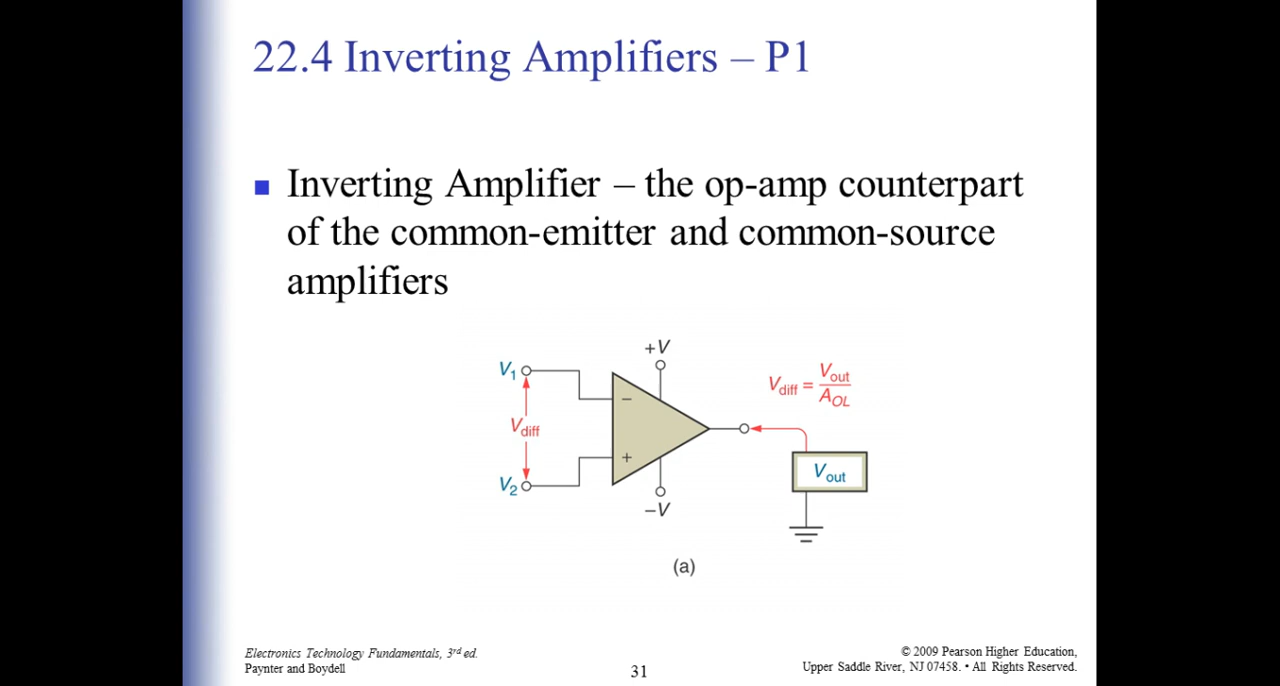 22.4 Inverting Amplifiers – P1
■ Inverting Amplifier – the op-amp counterpart
of the common-emitter and common-source
amplifiers
+V
V1
Vdiff = Vout
AOL
−
Vdiff
+
Vout
V2
−V
(a)
Electronics Technology Fundamentals, 3rd ed.
Paynter and Boydell
31
© 2009 Pearson Higher Education,
Upper Saddle River, NJ 07458. • All Rights Reserved.